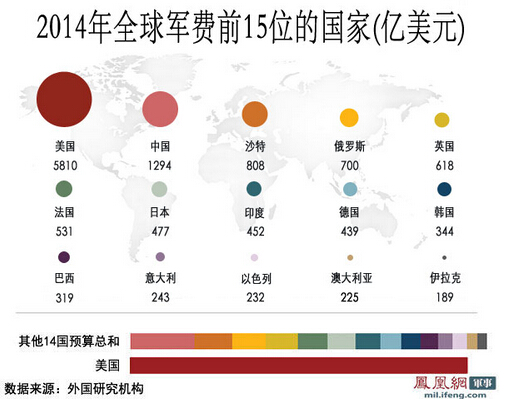 2014年全球军费前15位的国家(亿美元)
美国 中国 沙特 俄罗斯 英国
5810 1294 808 700 618
法国 日本 印度 德国 韩国
531 477 452 439 344
巴西 意大利 以色列 澳大利亚 伊拉克
319 243 232 225 189
其他14国预算总和
美国
数据来源：外国研究机构
鳳凰網 軍事
mil.ifeng.com